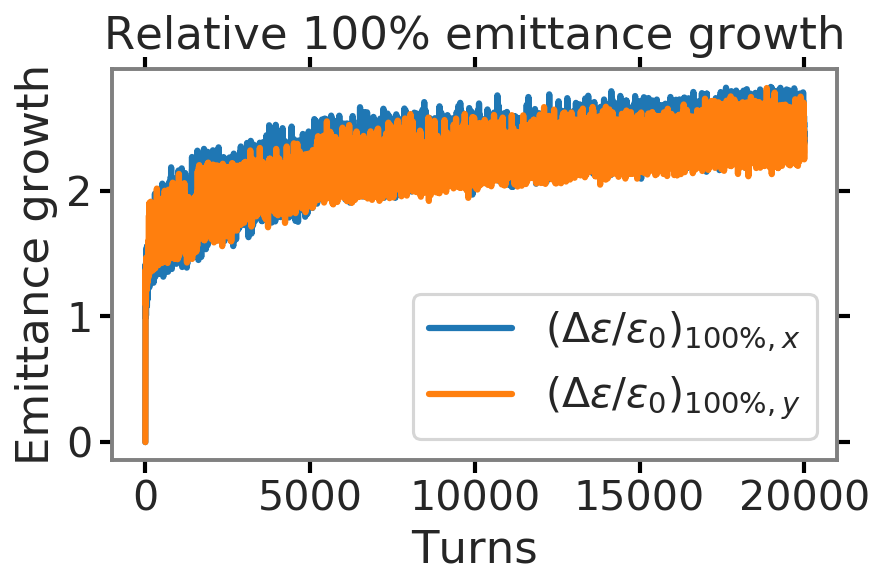 Relative 100% emittance growth
Emittance growth
2
1
0
(Δε/ε₀)₁₀₀%, ₓ
(Δε/ε₀)₁₀₀%, y
0 5000 10000 15000 20000
Turns